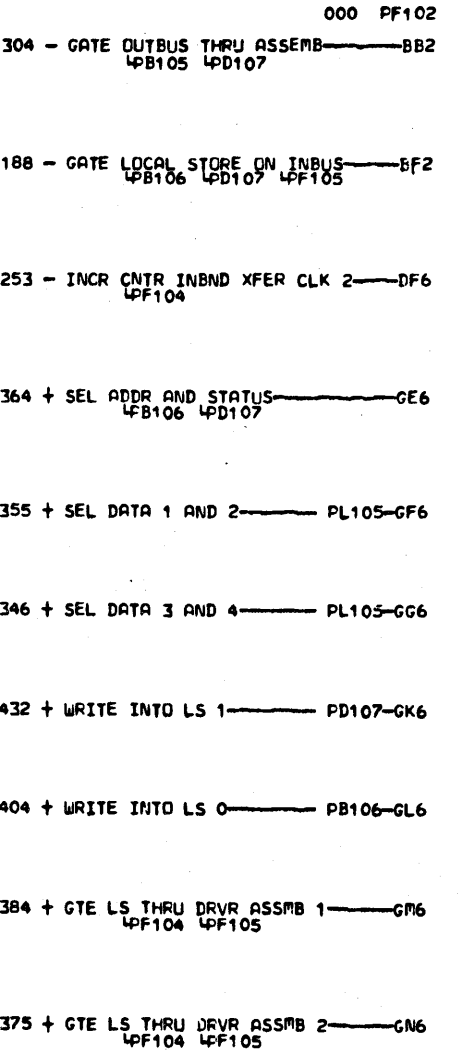 000 PF102
304 - GATE OUTBUS THRU ASSEMB BB2
↳PB105 ↳PD107
188 - GATE LOCAL STORE ON INBUS BF2
↳PB106 ↳PD107 ↳PF105
253 - INCR CNTR INBND XFER CLK 2 DF6
↳PF104
364 + SEL ADDR AND STATUS GE6
↳PB106 ↳PD107
355 + SEL DATA 1 AND 2 PL105-GF6
346 + SEL DATA 3 AND 4 PL105-GG6
432 + WRITE INTO LS 1 PD107-GK6
404 + WRITE INTO LS 0 PB106-GL6
384 + GTE LS THRU DRVR ASSMB 1 GM6
↳PF104 ↳PF105
375 + GTE LS THRU DRVR ASSMB 2 GN6
↳PF104 ↳PF105